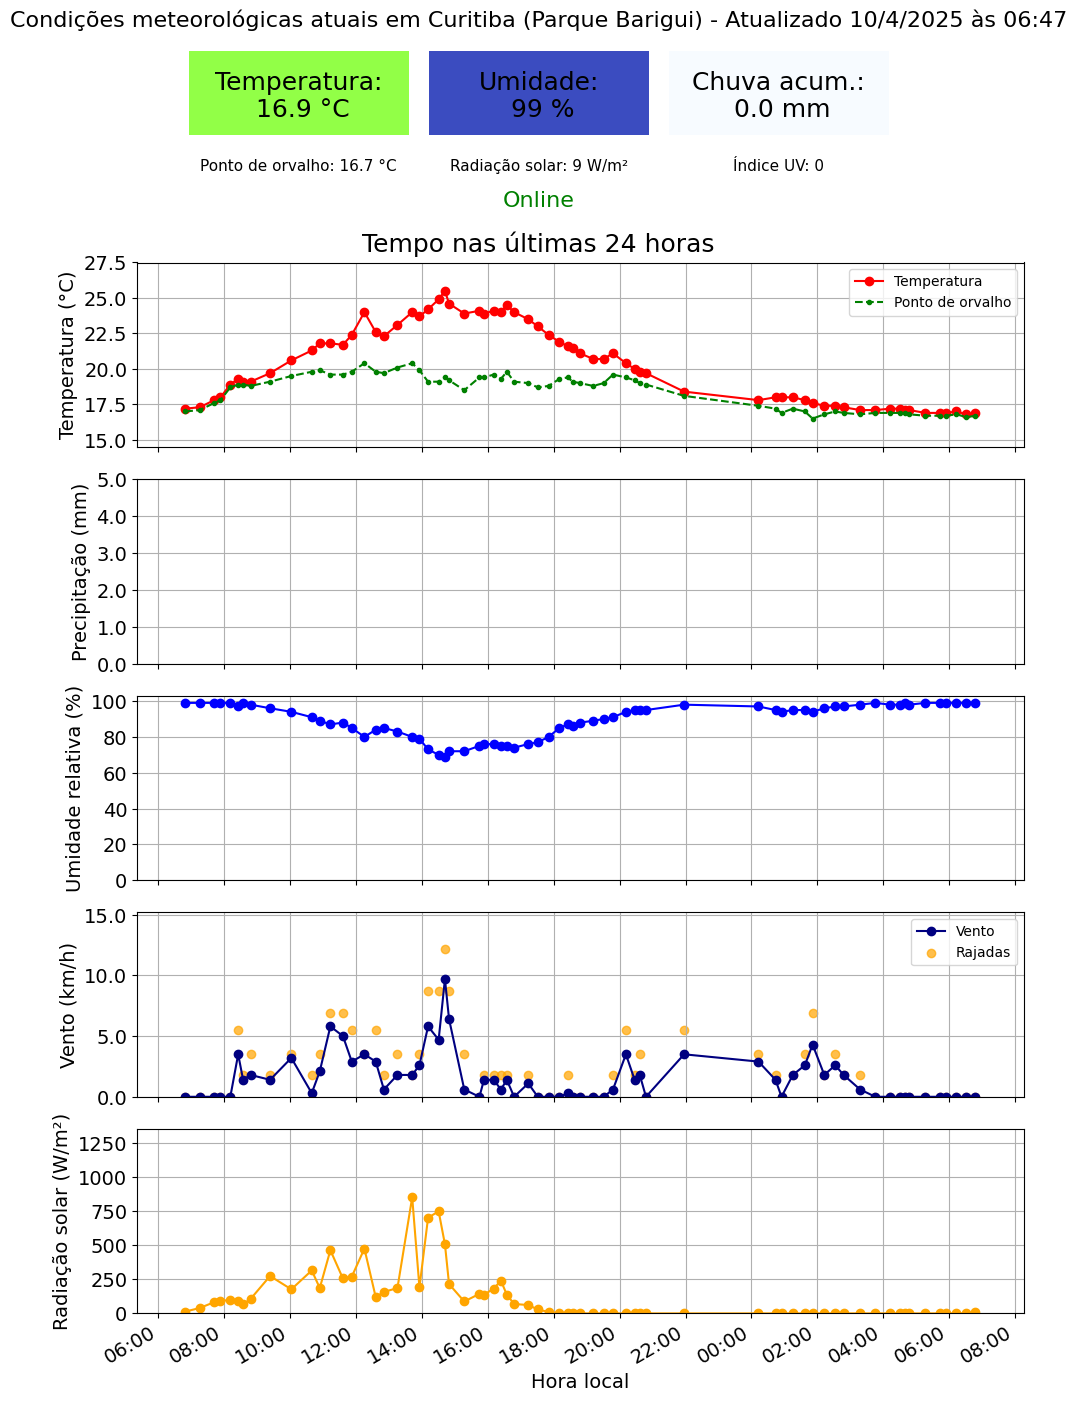 Condições meteorológicas atuais em Curitiba (Parque Barigui) - Atualizado 10/4/2025 às 06:47
Temperatura:
16.9 °C
Umidade:
99 %
Chuva acum.:
0.0 mm
Ponto de orvalho: 16.7 °C
Radiação solar: 9 W/m²
Índice UV: 0
Online
Tempo nas últimas 24 horas
Temperatura (°C)
27.5
25.0
22.5
20.0
17.5
15.0
Temperatura
Ponto de orvalho
Precipitação (mm)
5.0
4.0
3.0
2.0
1.0
0.0
Umidade relativa (%)
100
80
60
40
20
0
Vento (km/h)
15.0
10.0
5.0
0.0
Vento
Rajadas
Radiação solar (W/m²)
1250
1000
750
500
250
0
06:00
08:00
10:00
12:00
14:00
16:00
18:00
20:00
22:00
00:00
02:00
04:00
06:00
08:00
Hora local